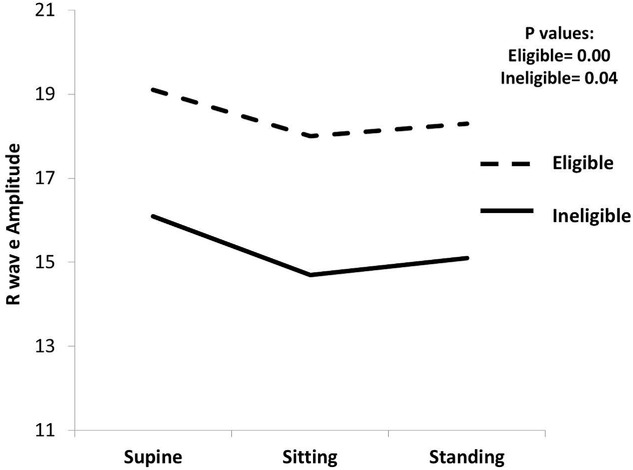 21
19
17
15
13
11
R wav e Amplitude
Supine
Sitting
Standing
P values:
Eligible= 0.00
Ineligible= 0.04
Eligible
Ineligible